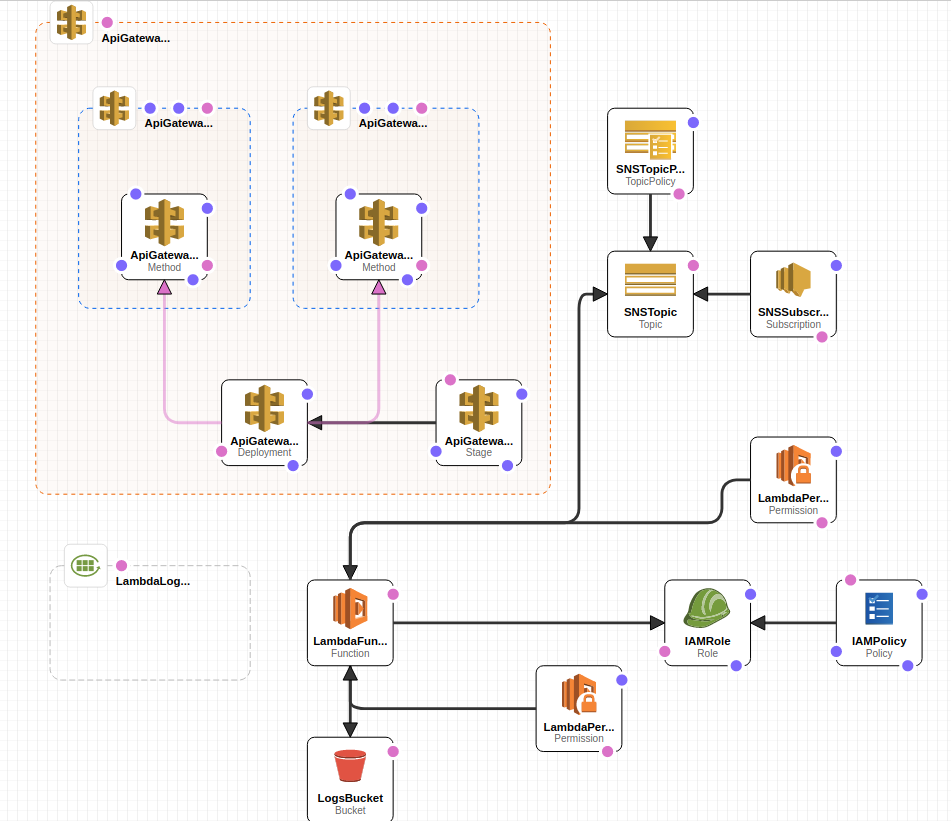 ApiGatewa...
ApiGatewa...
ApiGatewa...
SNSTopicP...
TopicPolicy
ApiGatewa...
Method
ApiGatewa...
Method
SNSTopic
Topic
SNSSubscr...
Subscription
ApiGatewa...
Deployment
ApiGatewa...
Stage
LambdaPer...
Permission
LambdaLog...
LambdaFun...
Function
IAMRole
Role
IAMPolicy
Policy
LambdaPer...
Permission
LogsBucket
Bucket